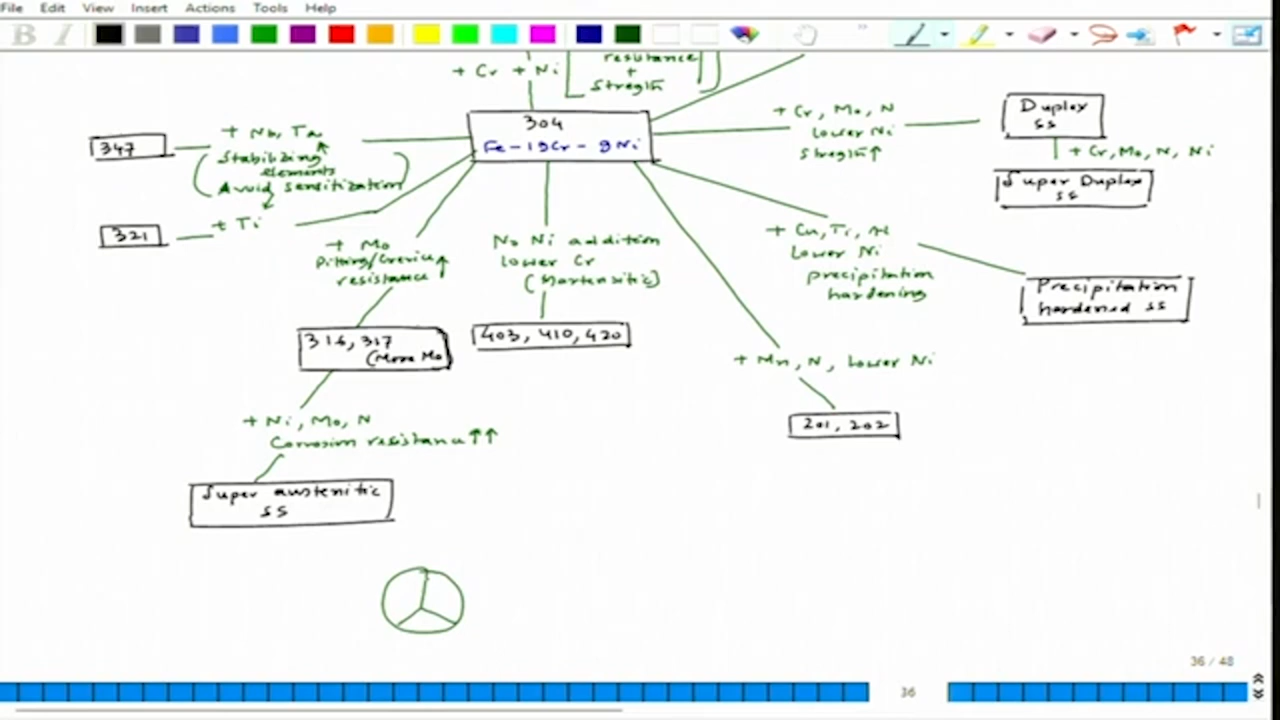 File Edit View Insert Actions Tools Help
B I
+ Cr + Ni
resistance
+
Stregth
304
Fe-19Cr-9Ni
347
+ Nb, Ta
Stabilizing
elements
(Avoid sensitization)
321
+ Ti
+ Mo
Pitting/Crevice
resistance
316, 317
(More Mo
+ Ni, Mo, N
Corrosion resistance ↑↑
Super austenitic
SS
No Ni addition
lower Cr
(Martensitic)
403, 410, 420
+ Cr, Mo, N
lower Ni
Stregth ↑
Duplex
SS
+ Cr, Mo, N, Ni
Super Duplex
SS
+ Cu, Ti, Al
Lower Ni
precipitation
hardening
Precipitation
hardened SS
+ Mn, N, Lower Ni
201, 202
36 / 48
36